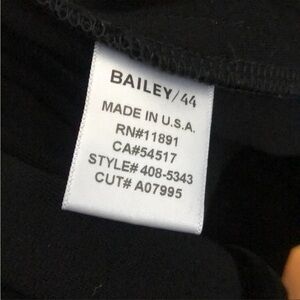 BAILEY/44
MADE IN U.S.A.
RN#11891
CA#54517
STYLE# 408-5343
CUT# A07995